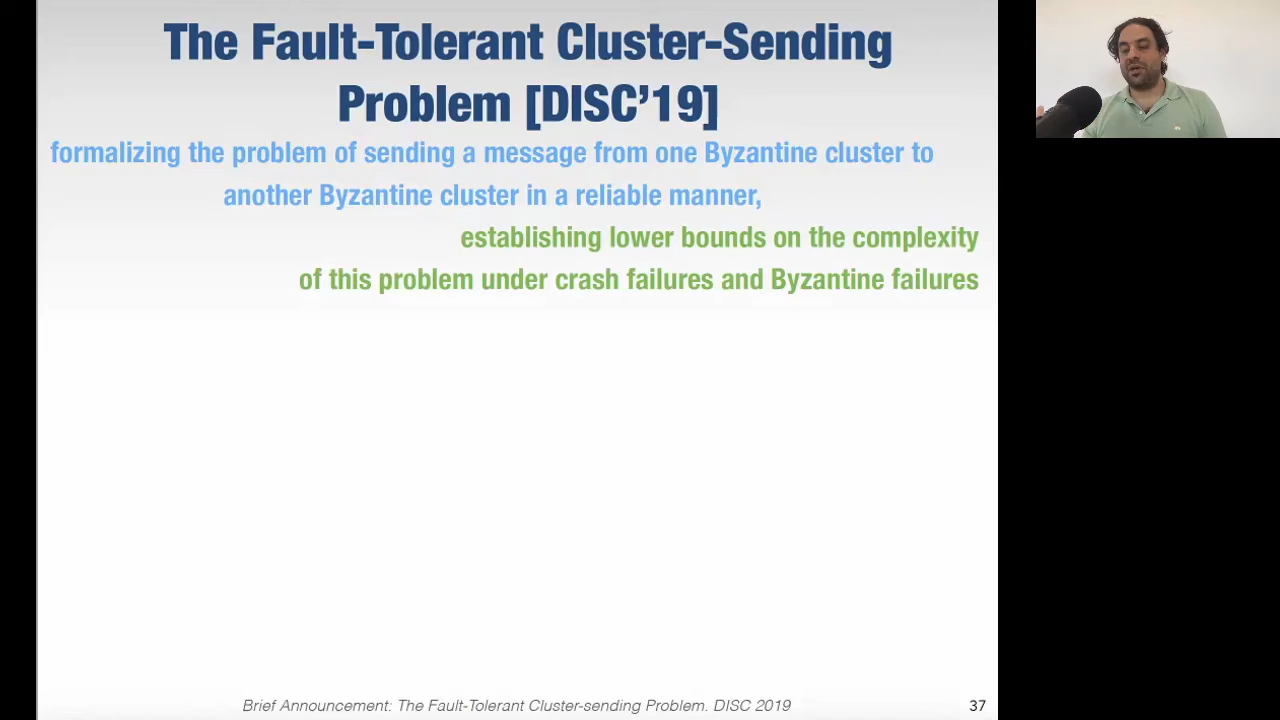 The Fault-Tolerant Cluster-Sending
Problem [DISC’19]
formalizing the problem of sending a message from one Byzantine cluster to
another Byzantine cluster in a reliable manner,
establishing lower bounds on the complexity
of this problem under crash failures and Byzantine failures
Brief Announcement: The Fault-Tolerant Cluster-sending Problem. DISC 2019
37